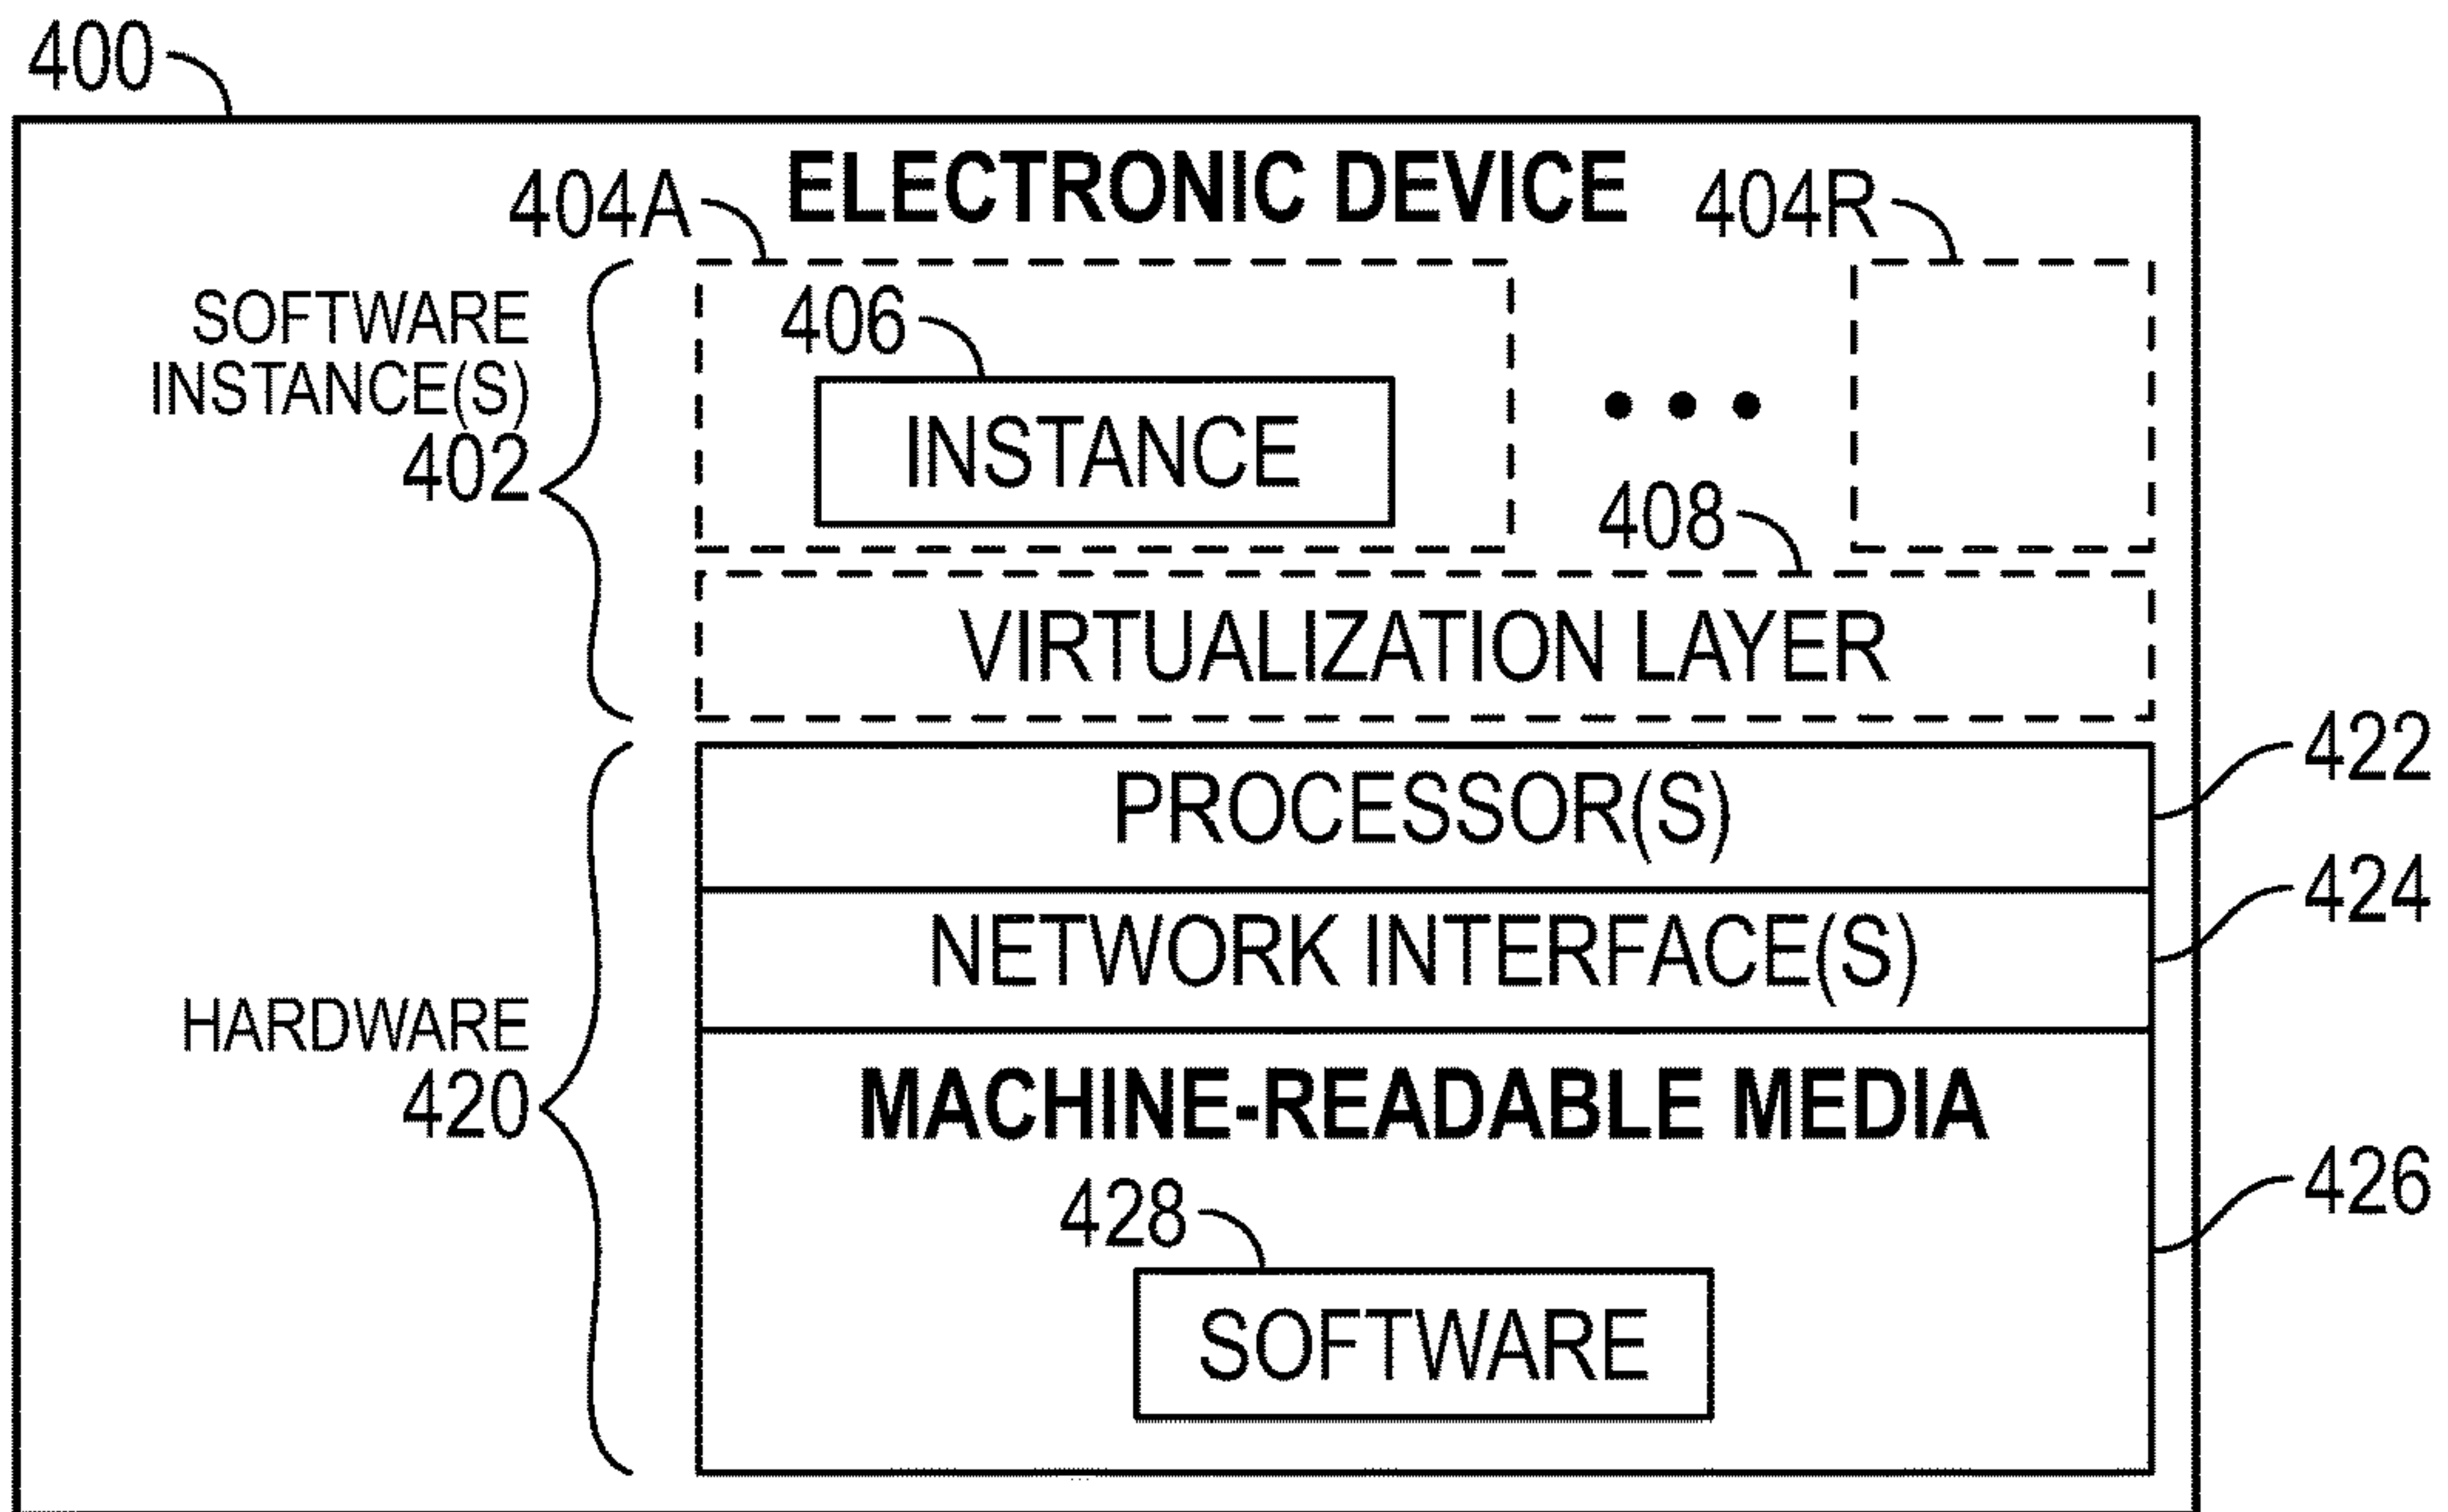 400
ELECTRONIC DEVICE
404A
404R
SOFTWARE
INSTANCE(S)
402
406
INSTANCE
408
VIRTUALIZATION LAYER
422
PROCESSOR(S)
424
NETWORK INTERFACE(S)
HARDWARE
420
MACHINE-READABLE MEDIA
426
428
SOFTWARE